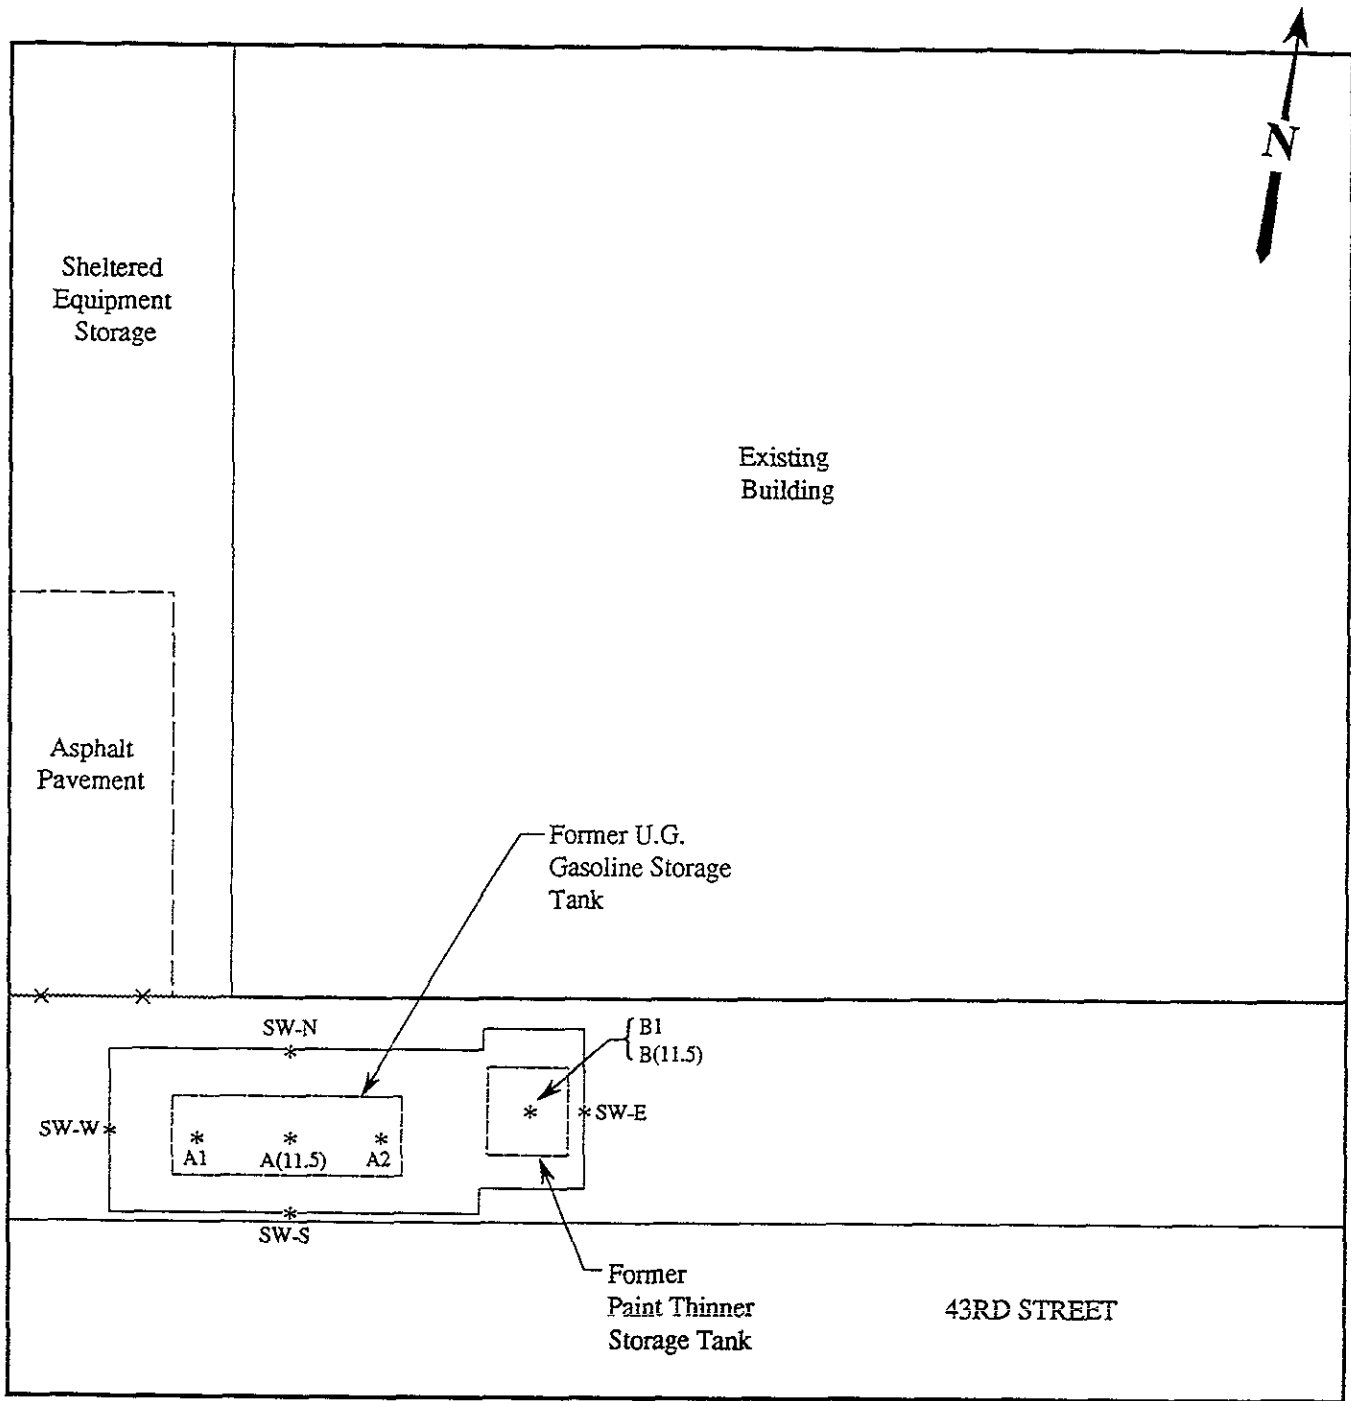 N
Sheltered
Equipment
Storage
Existing
Building
Asphalt
Pavement
Former U.G.
Gasoline Storage
Tank
SW-N
B1
B(11.5)
SW-W
SW-E
A1
A(11.5)
A2
SW-S
Former
Paint Thinner
Storage Tank
43RD STREET